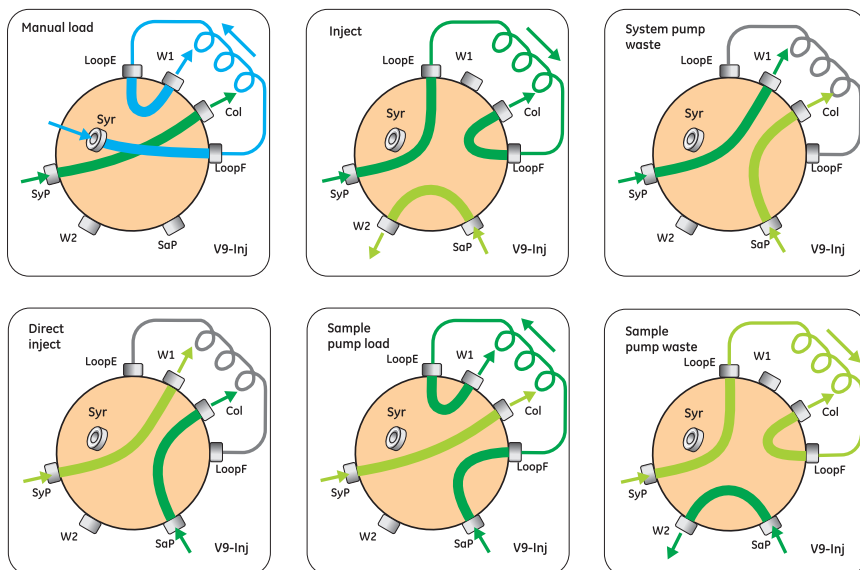 Manual load
LoopE
W1
Syr
Col
SyP
LoopF
W2
SaP
V9-Inj
Inject
LoopE
W1
Syr
Col
SyP
LoopF
W2
SaP
V9-Inj
System pump
waste
LoopE
W1
Syr
Col
SyP
LoopF
W2
SaP
V9-Inj
Direct
inject
LoopE
W1
Syr
Col
SyP
LoopF
W2
SaP
V9-Inj
Sample
pump load
LoopE
W1
Syr
Col
SyP
LoopF
W2
SaP
V9-Inj
Sample
pump waste
LoopE
W1
Syr
Col
SyP
LoopF
W2
SaP
V9-Inj